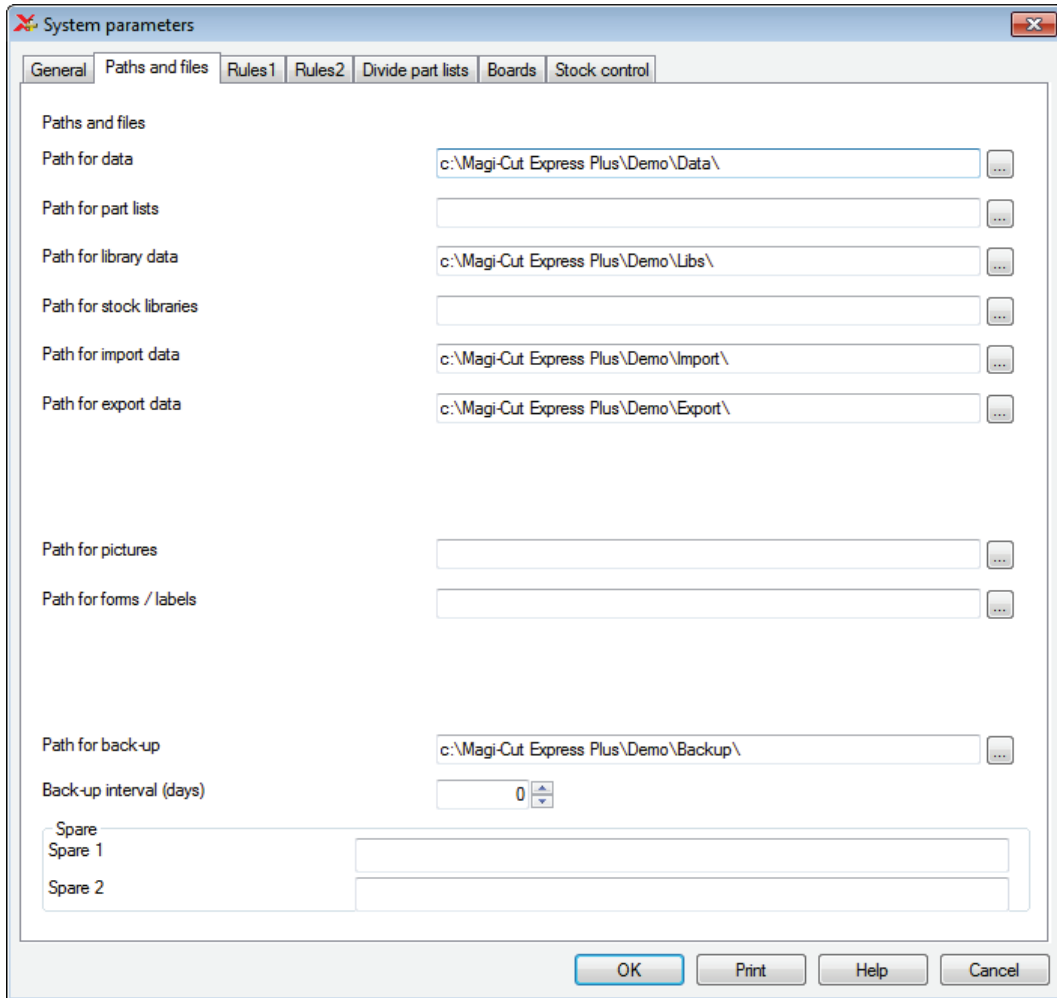 System parameters
General Paths and files Rules1 Rules2 Divide part lists Boards Stock control
Paths and files
Path for data c:\Magi-Cut Express Plus\Demo\Data\ ...
Path for part lists ...
Path for library data c:\Magi-Cut Express Plus\Demo\Libs\ ...
Path for stock libraries ...
Path for import data c:\Magi-Cut Express Plus\Demo\Import\ ...
Path for export data c:\Magi-Cut Express Plus\Demo\Export\ ...
Path for pictures ...
Path for forms / labels ...
Path for back-up c:\Magi-Cut Express Plus\Demo\Backup\ ...
Back-up interval (days) 0
Spare
Spare 1
Spare 2
OK Print Help Cancel